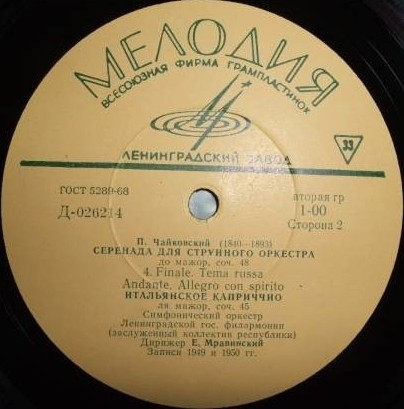 МЕЛОДИЯ
ВСЕСОЮЗНАЯ ФИРМА ГРАМПЛАСТИНОК
33
ЛЕНИНГРАДСКИЙ ЗАВОД
ГОСТ 5289-68
Д-026214
вторая гр
1-00
Сторона 2
П. Чайковский (1840—1893)
СЕРЕНАДА ДЛЯ СТРУННОГО ОРКЕСТРА
до мажор, соч. 48
4. Finale. Tema russa
Andante. Allegro con spirito
ИТАЛЬЯНСКОЕ КАПРИЧЧИО
ля мажор, соч. 45
Симфонический оркестр
Ленинградской гос. филармонии
(заслуженный коллектив республики)
Дирижер Е. Мравинский
Записи 1949 и 1950 гг.